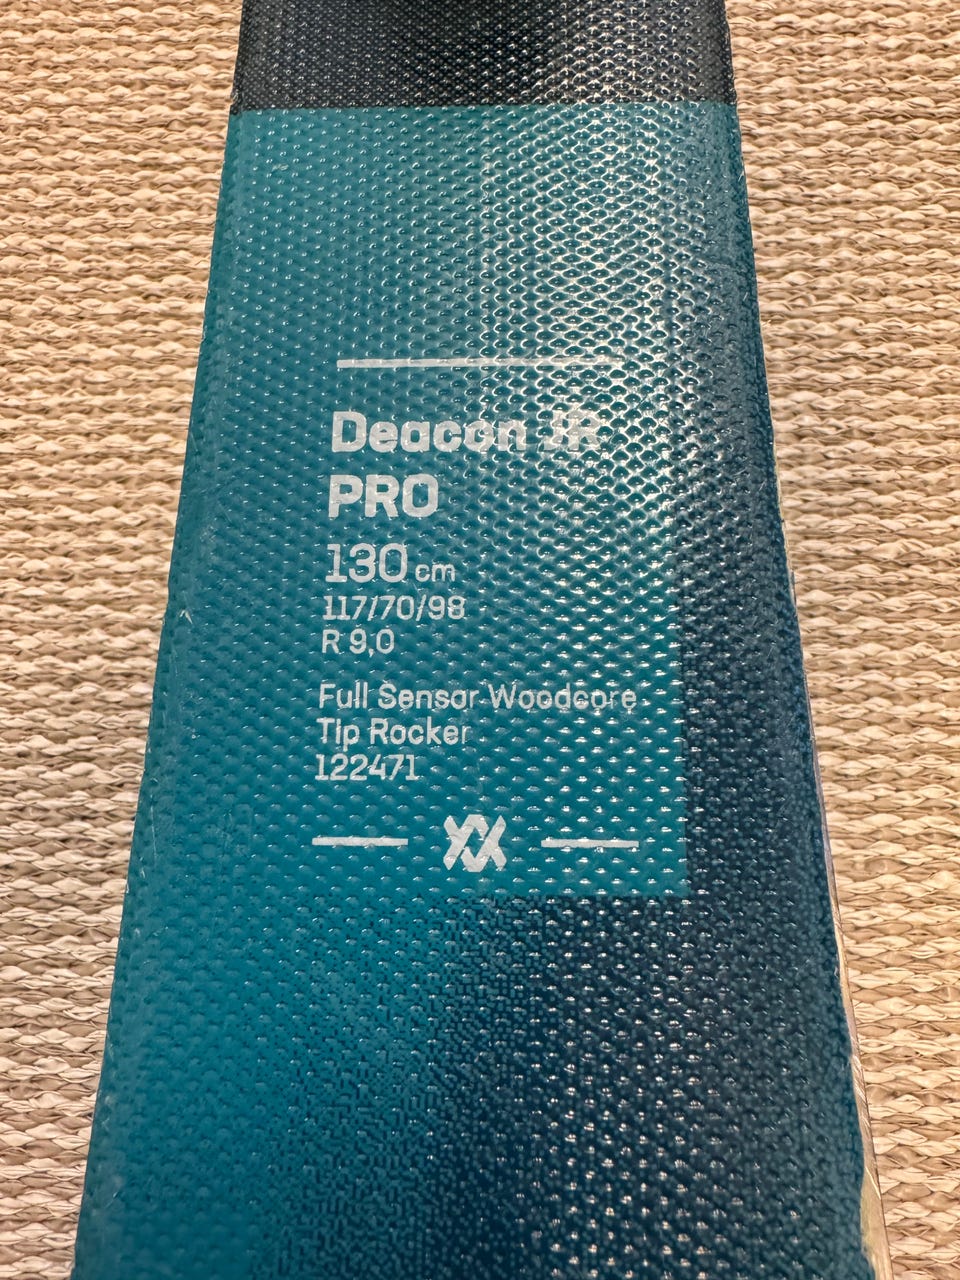 Deacon JR
PRO
130 cm
117/70/98
R 9,0
Full Sensor Woodcore
Tip Rocker
122471